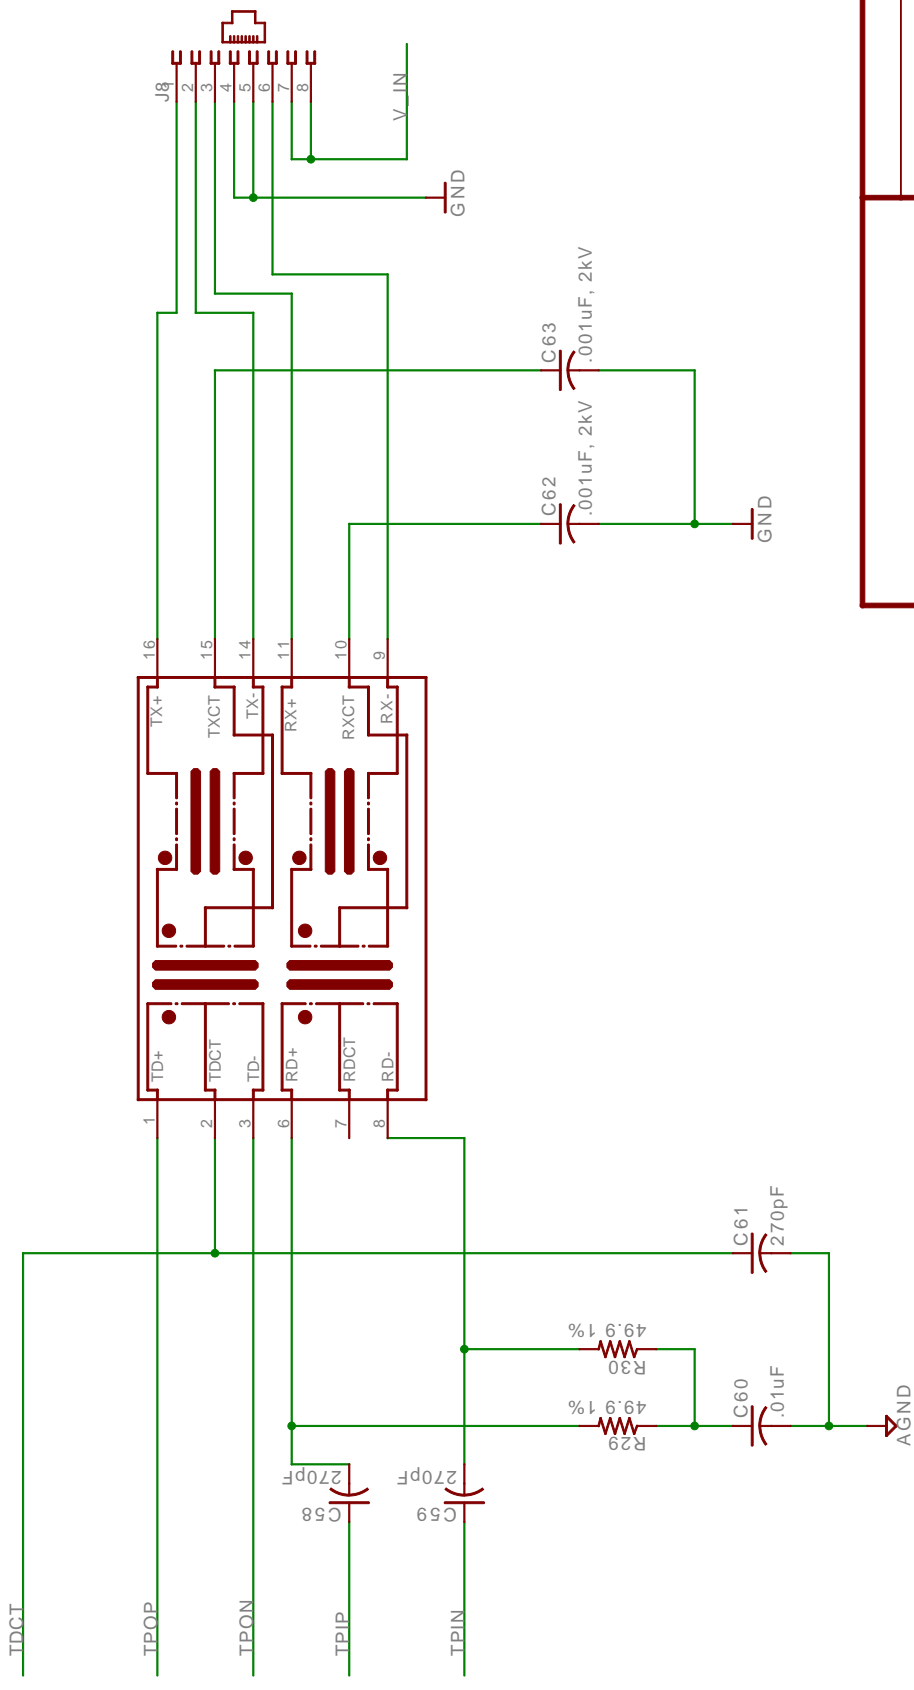 J8
1
2
3
4
5
6
7
8
V_IN
GND
C63
.001uF, 2kV
C62
.001uF, 2kV
GND
16
15
14
11
10
9
TX+
TXCT
TX-
RX+
RXCT
RX-
TD+
TDCT
TD-
RD+
RDCT
RD-
1
2
3
6
7
8
C61
270pF
49.9 1%
R30
49.9 1%
R29
C60
.01uF
AGND
270pF
C58
270pF
C59
TDCT
TPOP
TPON
TPIP
TPIN